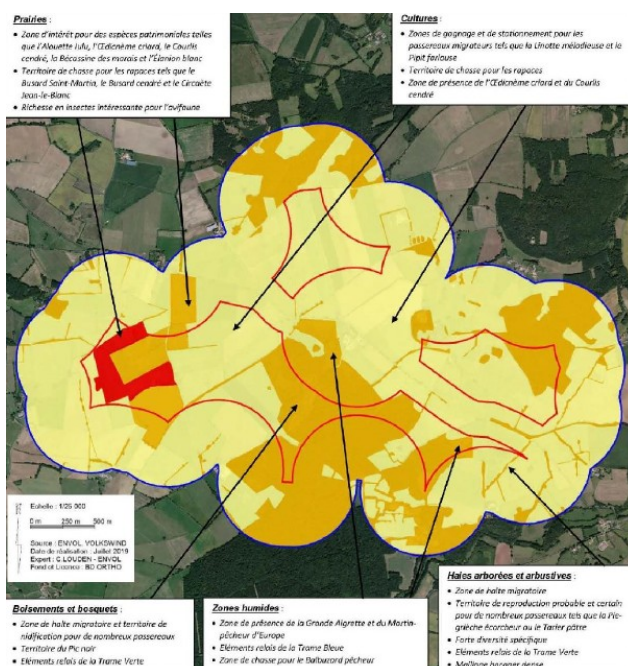 Prairies :
• Zone d'intérêt pour des espèces patrimoniales telles
que l'Alouette lulu, l'Œdicnème criard, le Courlis
cendré, la Bécassine des marais et l'Élanion blanc
• Territoire de chasse pour les rapaces tels que le
Busard Saint-Martin, le Busard cendré et le Circaète
Jean-le-Blanc
• Richesse en insectes intéressante pour l'avifaune
Cultures :
• Zones de gagnage et de stationnement pour les
passereaux migrateurs tels que la Linotte mélodieuse et le
Pipit farlouse
• Territoire de chasse pour les rapaces
• Zone de présence de l'Œdicnème criard et du Courlis
cendré
Echelle : 1/25 000
0 m 250 m 500 m
Source : ENVOL, VOLKSWIND
Date de réalisation : Juillet 2019
Expert : C.LOUDEN - ENVOL
Fond et Licence : BD ORTHO
Boisements et bosquets :
• Zone de halte migratoire et territoire de
nidification pour de nombreux passereaux
• Territoire du Pic noir
• Eléments relais de la Trame Verte
Zones humides :
• Zone de présence de la Grande Aigrette et du Martin-
pêcheur d'Europe
• Eléments relais de la Trame Bleue
• Zone de chasse pour le Balbuzard pêcheur
Haies arborées et arbustives :
• Zone de halte migratoire
• Territoire de reproduction probable et certain
pour de nombreux passereaux tels que la Pie-
grièche écorcheur ou le Tarier pâtre
• Forte diversité spécifique
• Eléments relais de la Trame Verte
• Maillage bocager dense